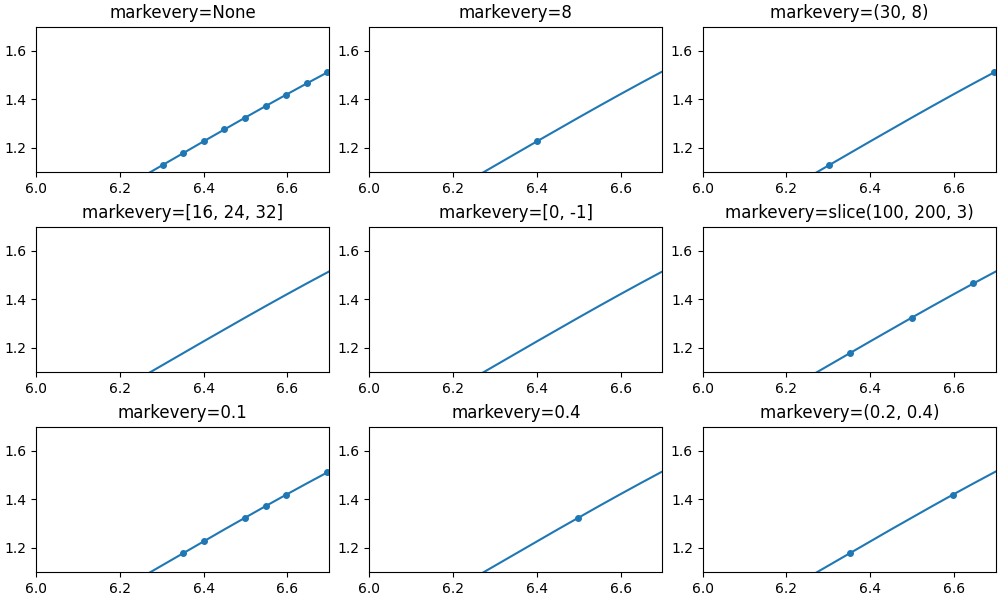 markevery=None markevery=8 markevery=(30, 8)
1.6 1.6 1.6
1.4 1.4 1.4
1.2 1.2 1.2
6.0 6.2 6.4 6.6 6.0 6.2 6.4 6.6 6.0 6.2 6.4 6.6
markevery=[16, 24, 32] markevery=[0, -1] markevery=slice(100, 200, 3)
1.6 1.6 1.6
1.4 1.4 1.4
1.2 1.2 1.2
6.0 6.2 6.4 6.6 6.0 6.2 6.4 6.6 6.0 6.2 6.4 6.6
markevery=0.1 markevery=0.4 markevery=(0.2, 0.4)
1.6 1.6 1.6
1.4 1.4 1.4
1.2 1.2 1.2
6.0 6.2 6.4 6.6 6.0 6.2 6.4 6.6 6.0 6.2 6.4 6.6